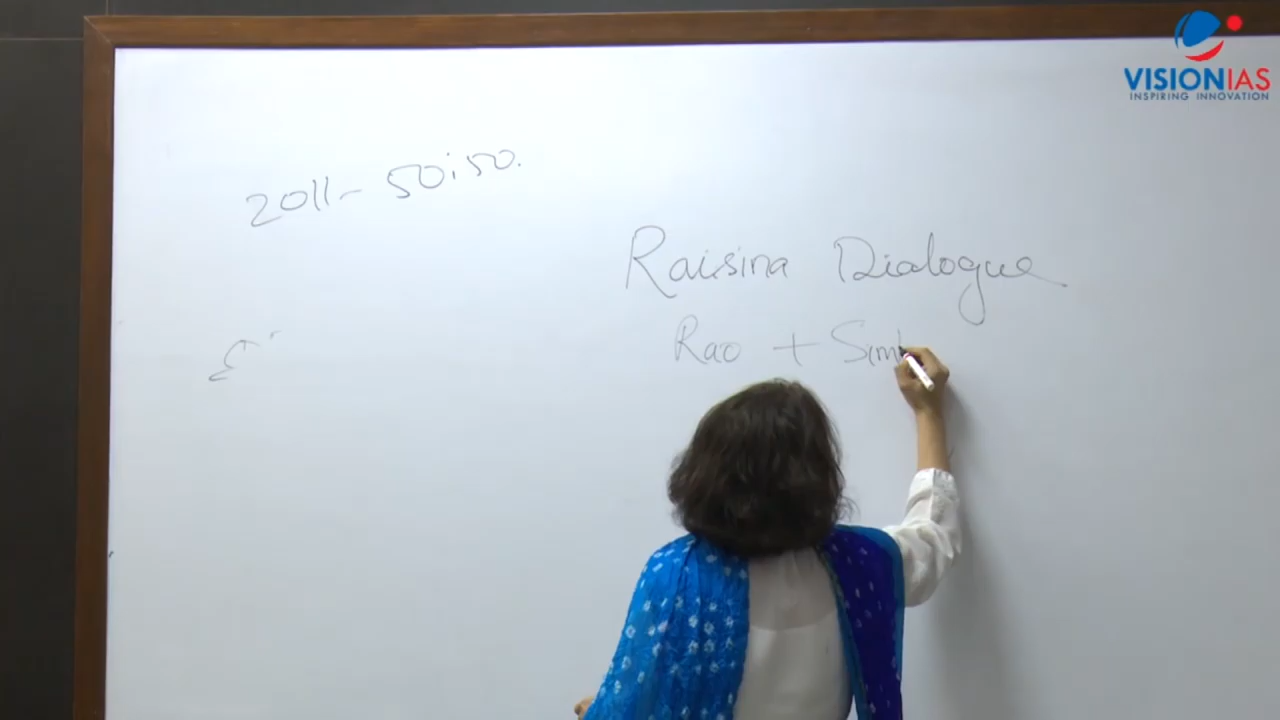 VISIONIAS
INSPIRING INNOVATION
2011 - 50:50.
Raisina Dialogue
Rao + Sim